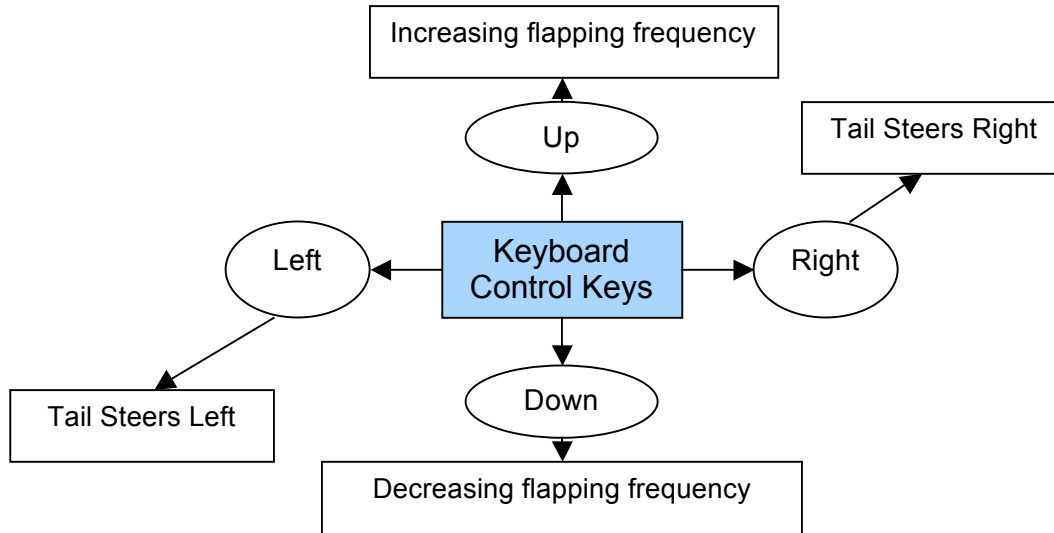 Increasing flapping frequency
Up
Tail Steers Right
Left
Keyboard
Control Keys
Right
Tail Steers Left
Down
Decreasing flapping frequency